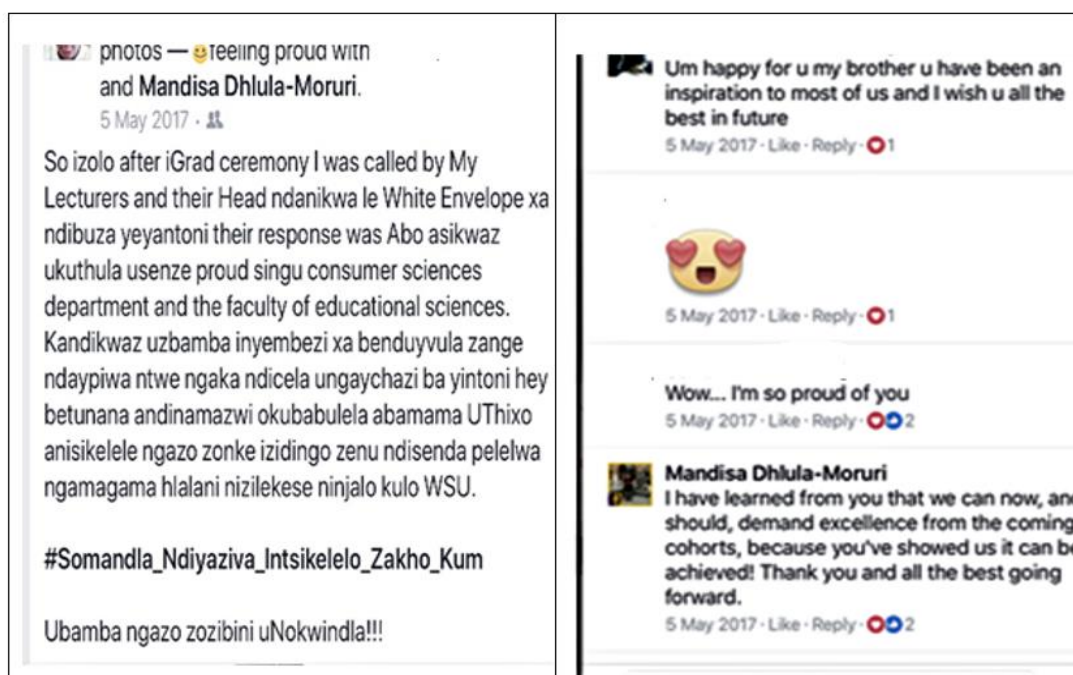 photos — feeling proud with
and Mandisa Dhlula-Moruri.
5 May 2017 ·
So izolo after iGrad ceremony I was called by My
Lecturers and their Head ndanikwa le White Envelope xa
ndibuza yeyantoni their response was Abo asikwaz
ukuthula usenze proud singu consumer sciences
department and the faculty of educational sciences.
Kandikwaz uzbamba inyembezi xa benduyvula zange
ndaypiwa ntwe ngaka ndicela ungaychazi ba yintoni hey
betunana andinamazwi okubabulela abamama UThixo
anisikelele ngazo zonke izidingo zenu ndisenda pelelwa
ngamagama hlalani nizilekese ninjalo kulo WSU.
#Somandla_Ndiyaziva_Intsikelelo_Zakho_Kum
Ubamba ngazo zozibini uNokwindla!!!
Um happy for u my brother u have been an
inspiration to most of us and I wish u all the
best in future
5 May 2017 · Like · Reply · 1
5 May 2017 · Like · Reply · 1
Wow... I'm so proud of you
5 May 2017 · Like · Reply · 2
Mandisa Dhlula-Moruri
I have learned from you that we can now, and
should, demand excellence from the coming
cohorts, because you've showed us it can be
achieved! Thank you and all the best going
forward.
5 May 2017 · Like · Reply · 2